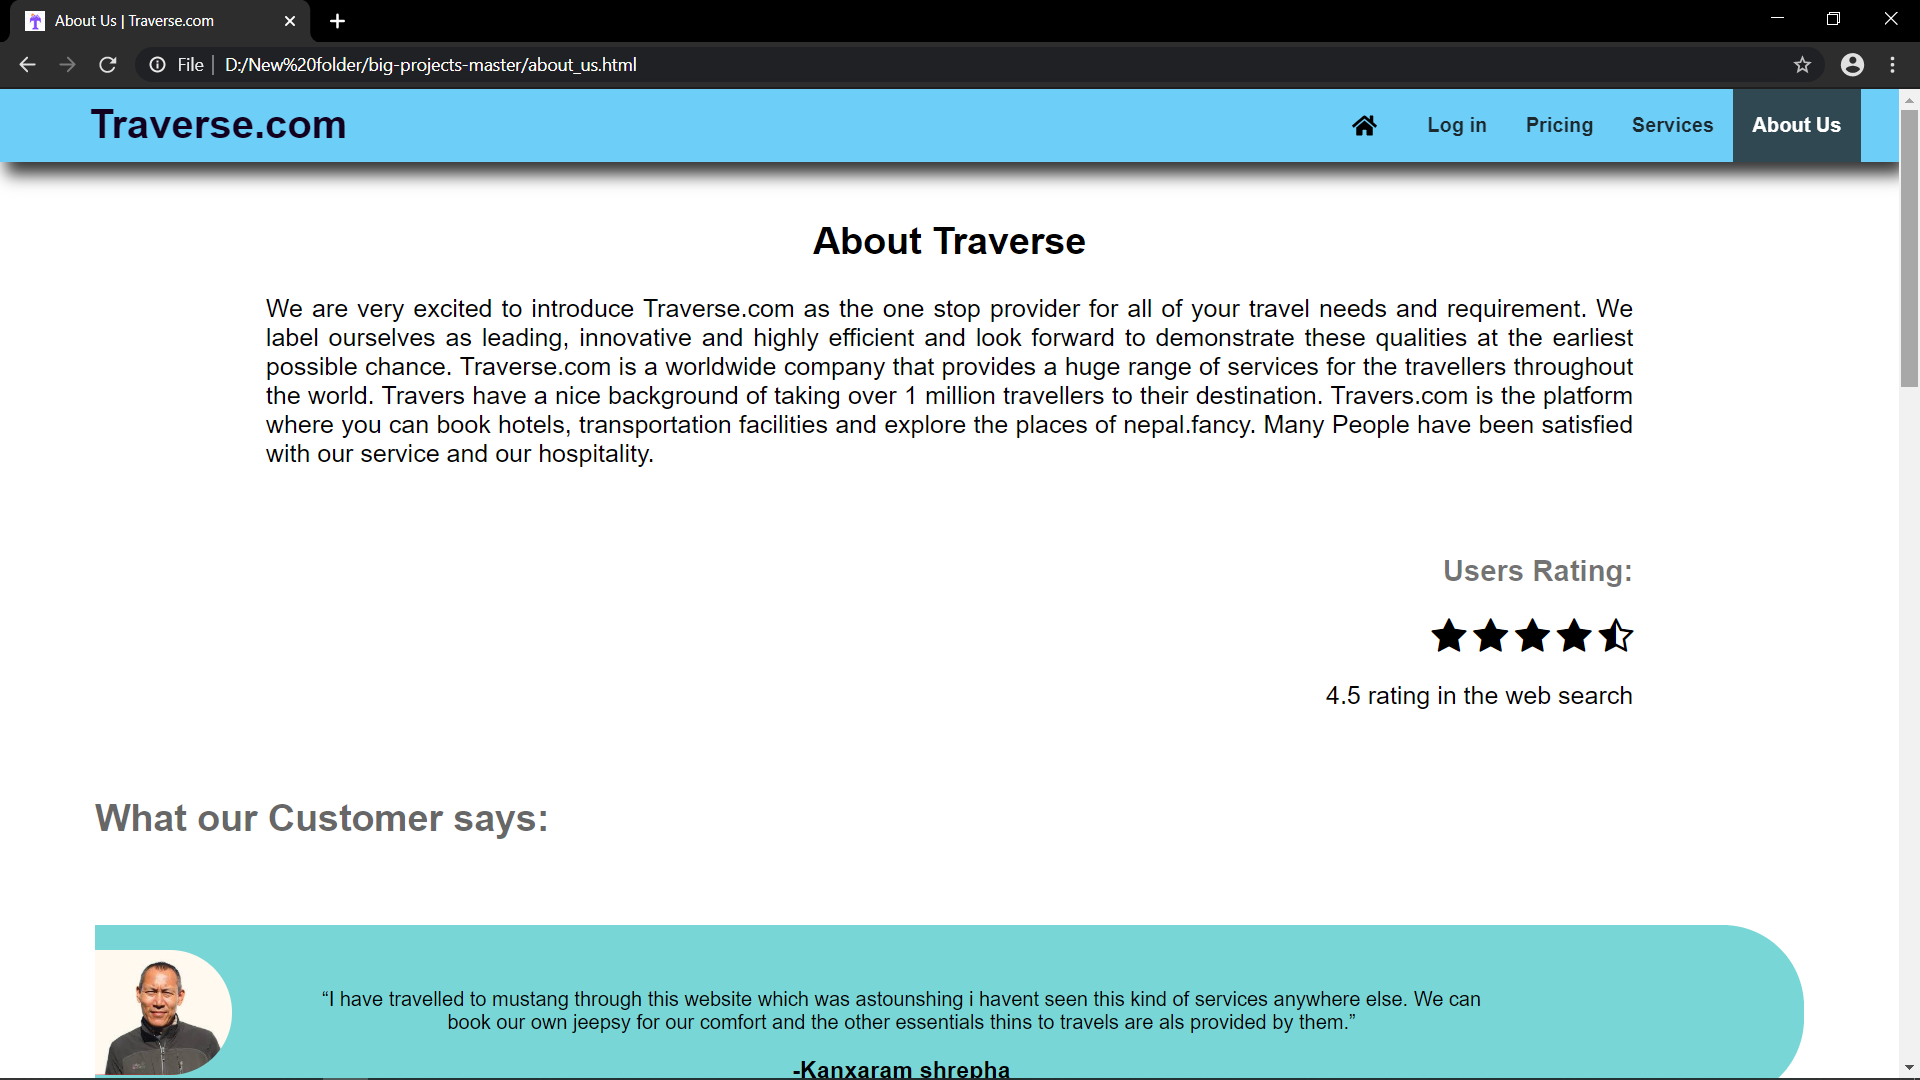 About Us | Traverse.com
File | D:/New%20folder/big-projects-master/about_us.html
Traverse.com
Log in
Pricing
Services
About Us
About Traverse
We are very excited to introduce Traverse.com as the one stop provider for all of your travel needs and requirement. We
label ourselves as leading, innovative and highly efficient and look forward to demonstrate these qualities at the earliest
possible chance. Traverse.com is a worldwide company that provides a huge range of services for the travellers throughout
the world. Travers have a nice background of taking over 1 million travellers to their destination. Travers.com is the platform
where you can book hotels, transportation facilities and explore the places of nepal.fancy. Many People have been satisfied
with our service and our hospitality.
Users Rating:
4.5 rating in the web search
What our Customer says:
“I have travelled to mustang through this website which was astounshing i havent seen this kind of services anywhere else. We can
book our own jeepsy for our comfort and the other essentials thins to travels are als provided by them.”
-Kanxaram shrepha